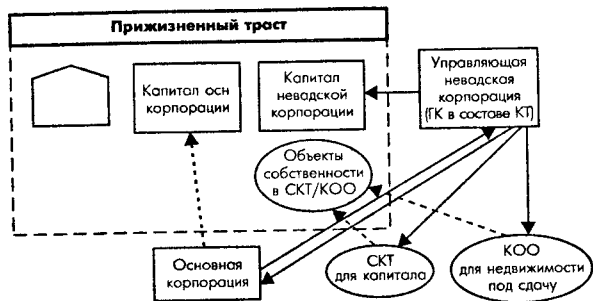 Прижизненный траст
Капитал осн
корпорации
Капитал
невадской
корпорации
Управляющая
невадская
корпорация
(ГК в составе КТ)
Объекты
собственности
в СКТ/КОО
Основная
корпорация
СКТ
для капитала
КОО
для недвижимости
под сдачу